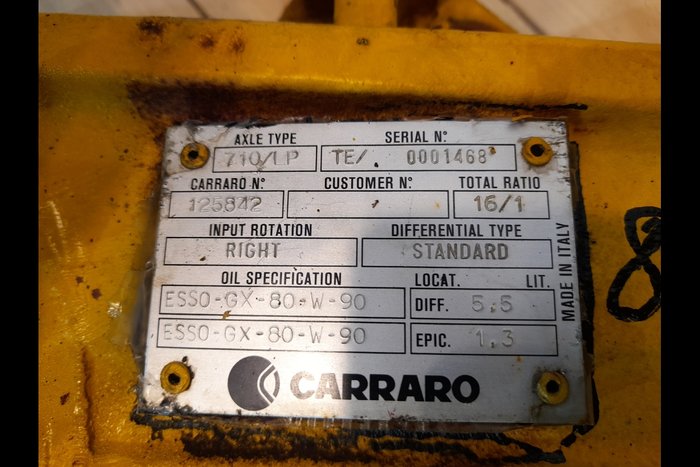 AXLE TYPE SERIAL N°
710/LP TE/. 0001468
CARRARO N° CUSTOMER N° TOTAL RATIO
125842 16/1
INPUT ROTATION DIFFERENTIAL TYPE
RIGHT STANDARD
OIL SPECIFICATION LOCAT. LIT.
ESSO-GX-80-W-90 DIFF. 5,5
ESSO-GX-80-W-90 EPIC. 1,3
MADE IN ITALY
CARRARO
8